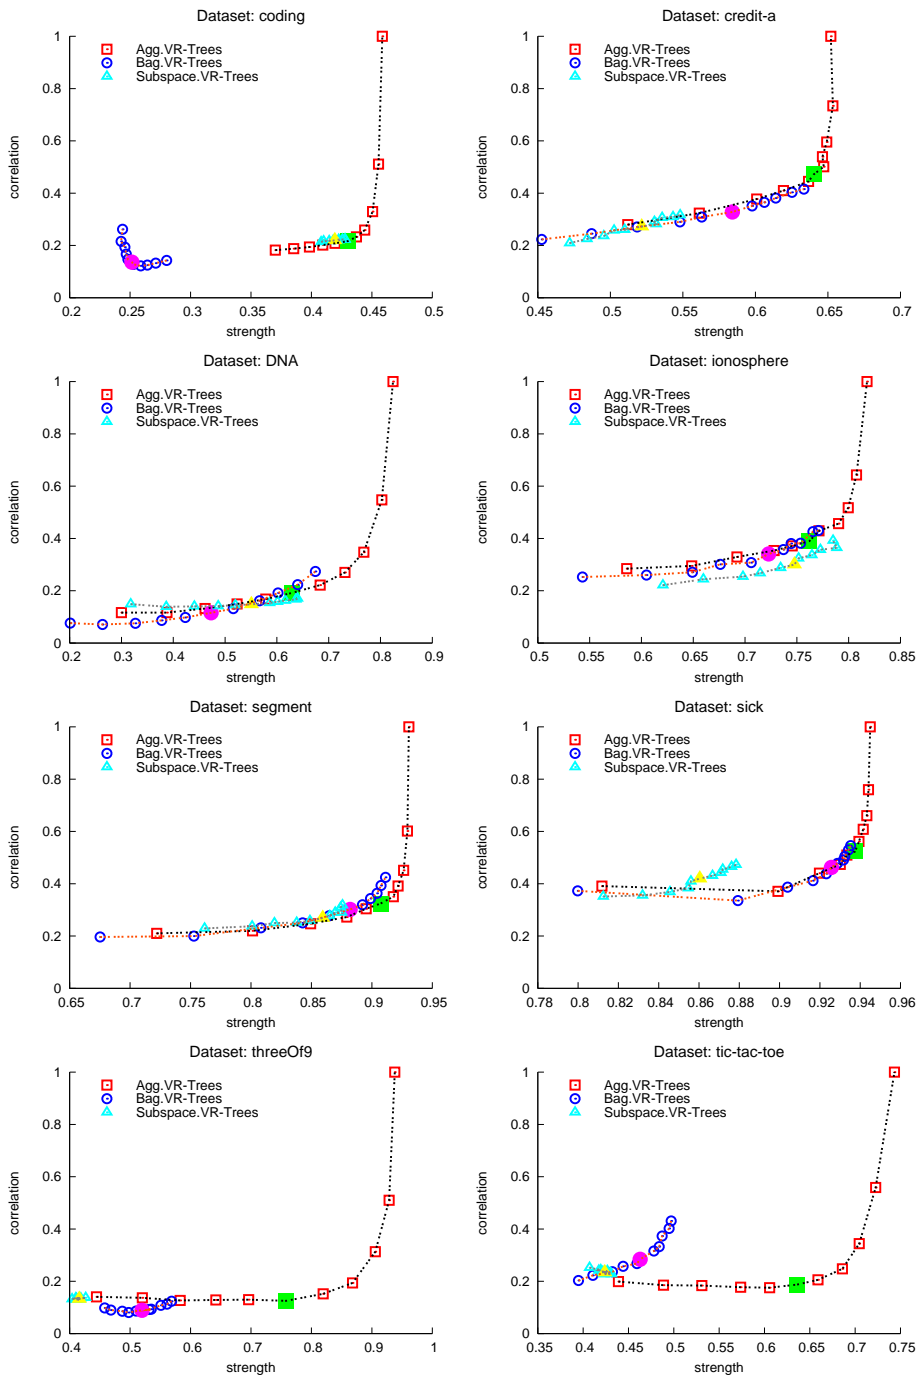 Dataset: coding
1
0.8
0.6
0.4
0.2
0
0.2 0.25 0.3 0.35 0.4 0.45 0.5
correlation
strength
Agg.VR-Trees
Bag.VR-Trees
Subspace.VR-Trees
Dataset: credit-a
1
0.8
0.6
0.4
0.2
0
0.45 0.5 0.55 0.6 0.65 0.7
correlation
strength
Agg.VR-Trees
Bag.VR-Trees
Subspace.VR-Trees
Dataset: DNA
1
0.8
0.6
0.4
0.2
0
0.2 0.3 0.4 0.5 0.6 0.7 0.8 0.9
correlation
strength
Agg.VR-Trees
Bag.VR-Trees
Subspace.VR-Trees
Dataset: ionosphere
1
0.8
0.6
0.4
0.2
0
0.5 0.55 0.6 0.65 0.7 0.75 0.8 0.85
correlation
strength
Agg.VR-Trees
Bag.VR-Trees
Subspace.VR-Trees
Dataset: segment
1
0.8
0.6
0.4
0.2
0
0.65 0.7 0.75 0.8 0.85 0.9 0.95
correlation
strength
Agg.VR-Trees
Bag.VR-Trees
Subspace.VR-Trees
Dataset: sick
1
0.8
0.6
0.4
0.2
0
0.78 0.8 0.82 0.84 0.86 0.88 0.9 0.92 0.94 0.96
correlation
strength
Agg.VR-Trees
Bag.VR-Trees
Subspace.VR-Trees
Dataset: threeOf9
1
0.8
0.6
0.4
0.2
0
0.4 0.5 0.6 0.7 0.8 0.9 1
correlation
strength
Agg.VR-Trees
Bag.VR-Trees
Subspace.VR-Trees
Dataset: tic-tac-toe
1
0.8
0.6
0.4
0.2
0
0.35 0.4 0.45 0.5 0.55 0.6 0.65 0.7 0.75
correlation
strength
Agg.VR-Trees
Bag.VR-Trees
Subspace.VR-Trees